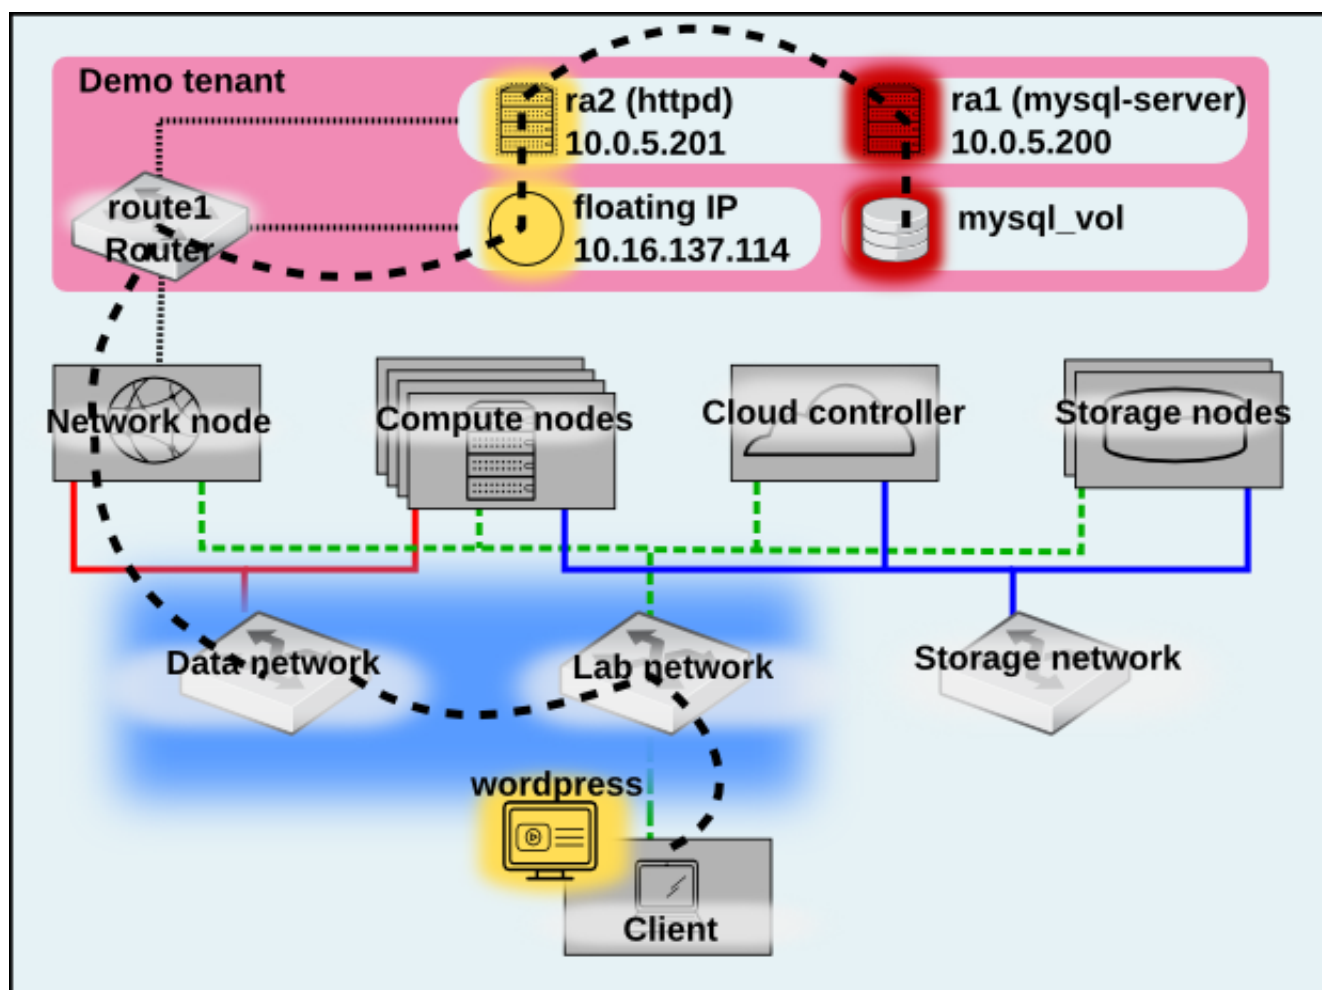 Demo tenant
ra2 (httpd)
10.0.5.201
ra1 (mysql-server)
10.0.5.200
route1
Router
floating IP
10.16.137.114
mysql_vol
Network node
Compute nodes
Cloud controller
Storage nodes
Data network
Lab network
Storage network
wordpress
Client